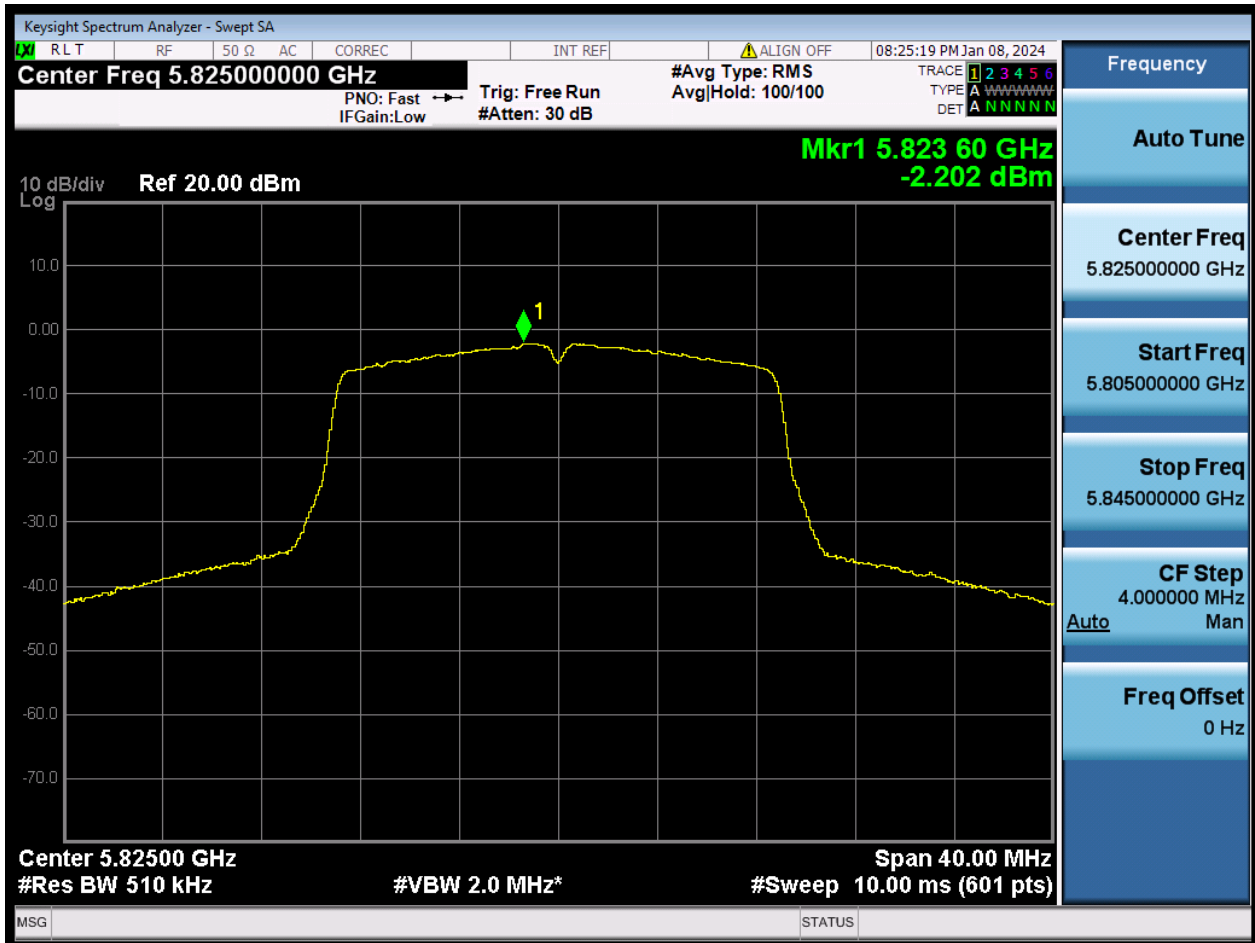 Keysight Spectrum Analyzer - Swept SA
LXI RLT RF 50 Ω AC CORREC INT REF ALIGN OFF 08:25:19 PM Jan 08, 2024
Center Freq 5.825000000 GHz
PNO: Fast
IFGain:Low
Trig: Free Run
#Atten: 30 dB
#Avg Type: RMS
Avg|Hold: 100/100
TRACE 1 2 3 4 5 6
TYPE A WWWWW
DET A N N N N N
Mkr1 5.823 60 GHz
-2.202 dBm
10 dB/div Ref 20.00 dBm
Log
1
10.0
0.00
-10.0
-20.0
-30.0
-40.0
-50.0
-60.0
-70.0
Center 5.82500 GHz Span 40.00 MHz
#Res BW 510 kHz #VBW 2.0 MHz* #Sweep 10.00 ms (601 pts)
MSG STATUS
Frequency
Auto Tune
Center Freq
5.825000000 GHz
Start Freq
5.805000000 GHz
Stop Freq
5.845000000 GHz
CF Step
4.000000 MHz
Auto Man
Freq Offset
0 Hz